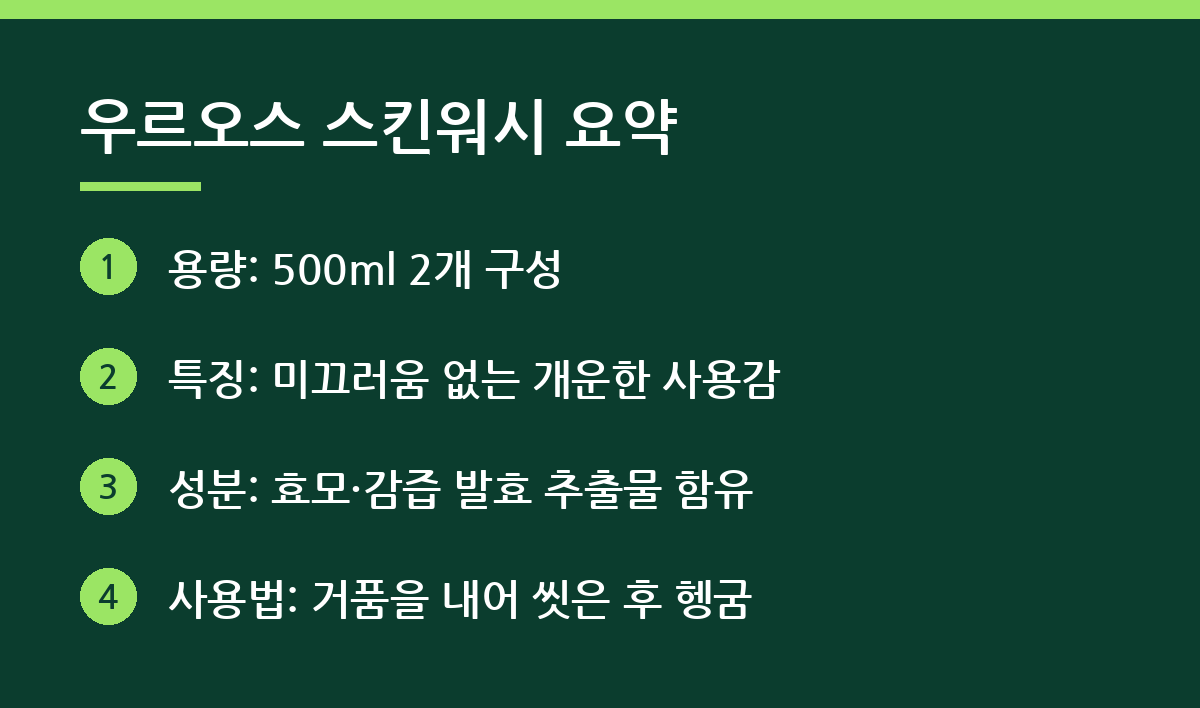 우르오스 스킨워시 요약
1 용량: 500ml 2개 구성
2 특징: 미끄러움 없는 개운한 사용감
3 성분: 효모·감즙 발효 추출물 함유
4 사용법: 거품을 내어 씻은 후 헹굼